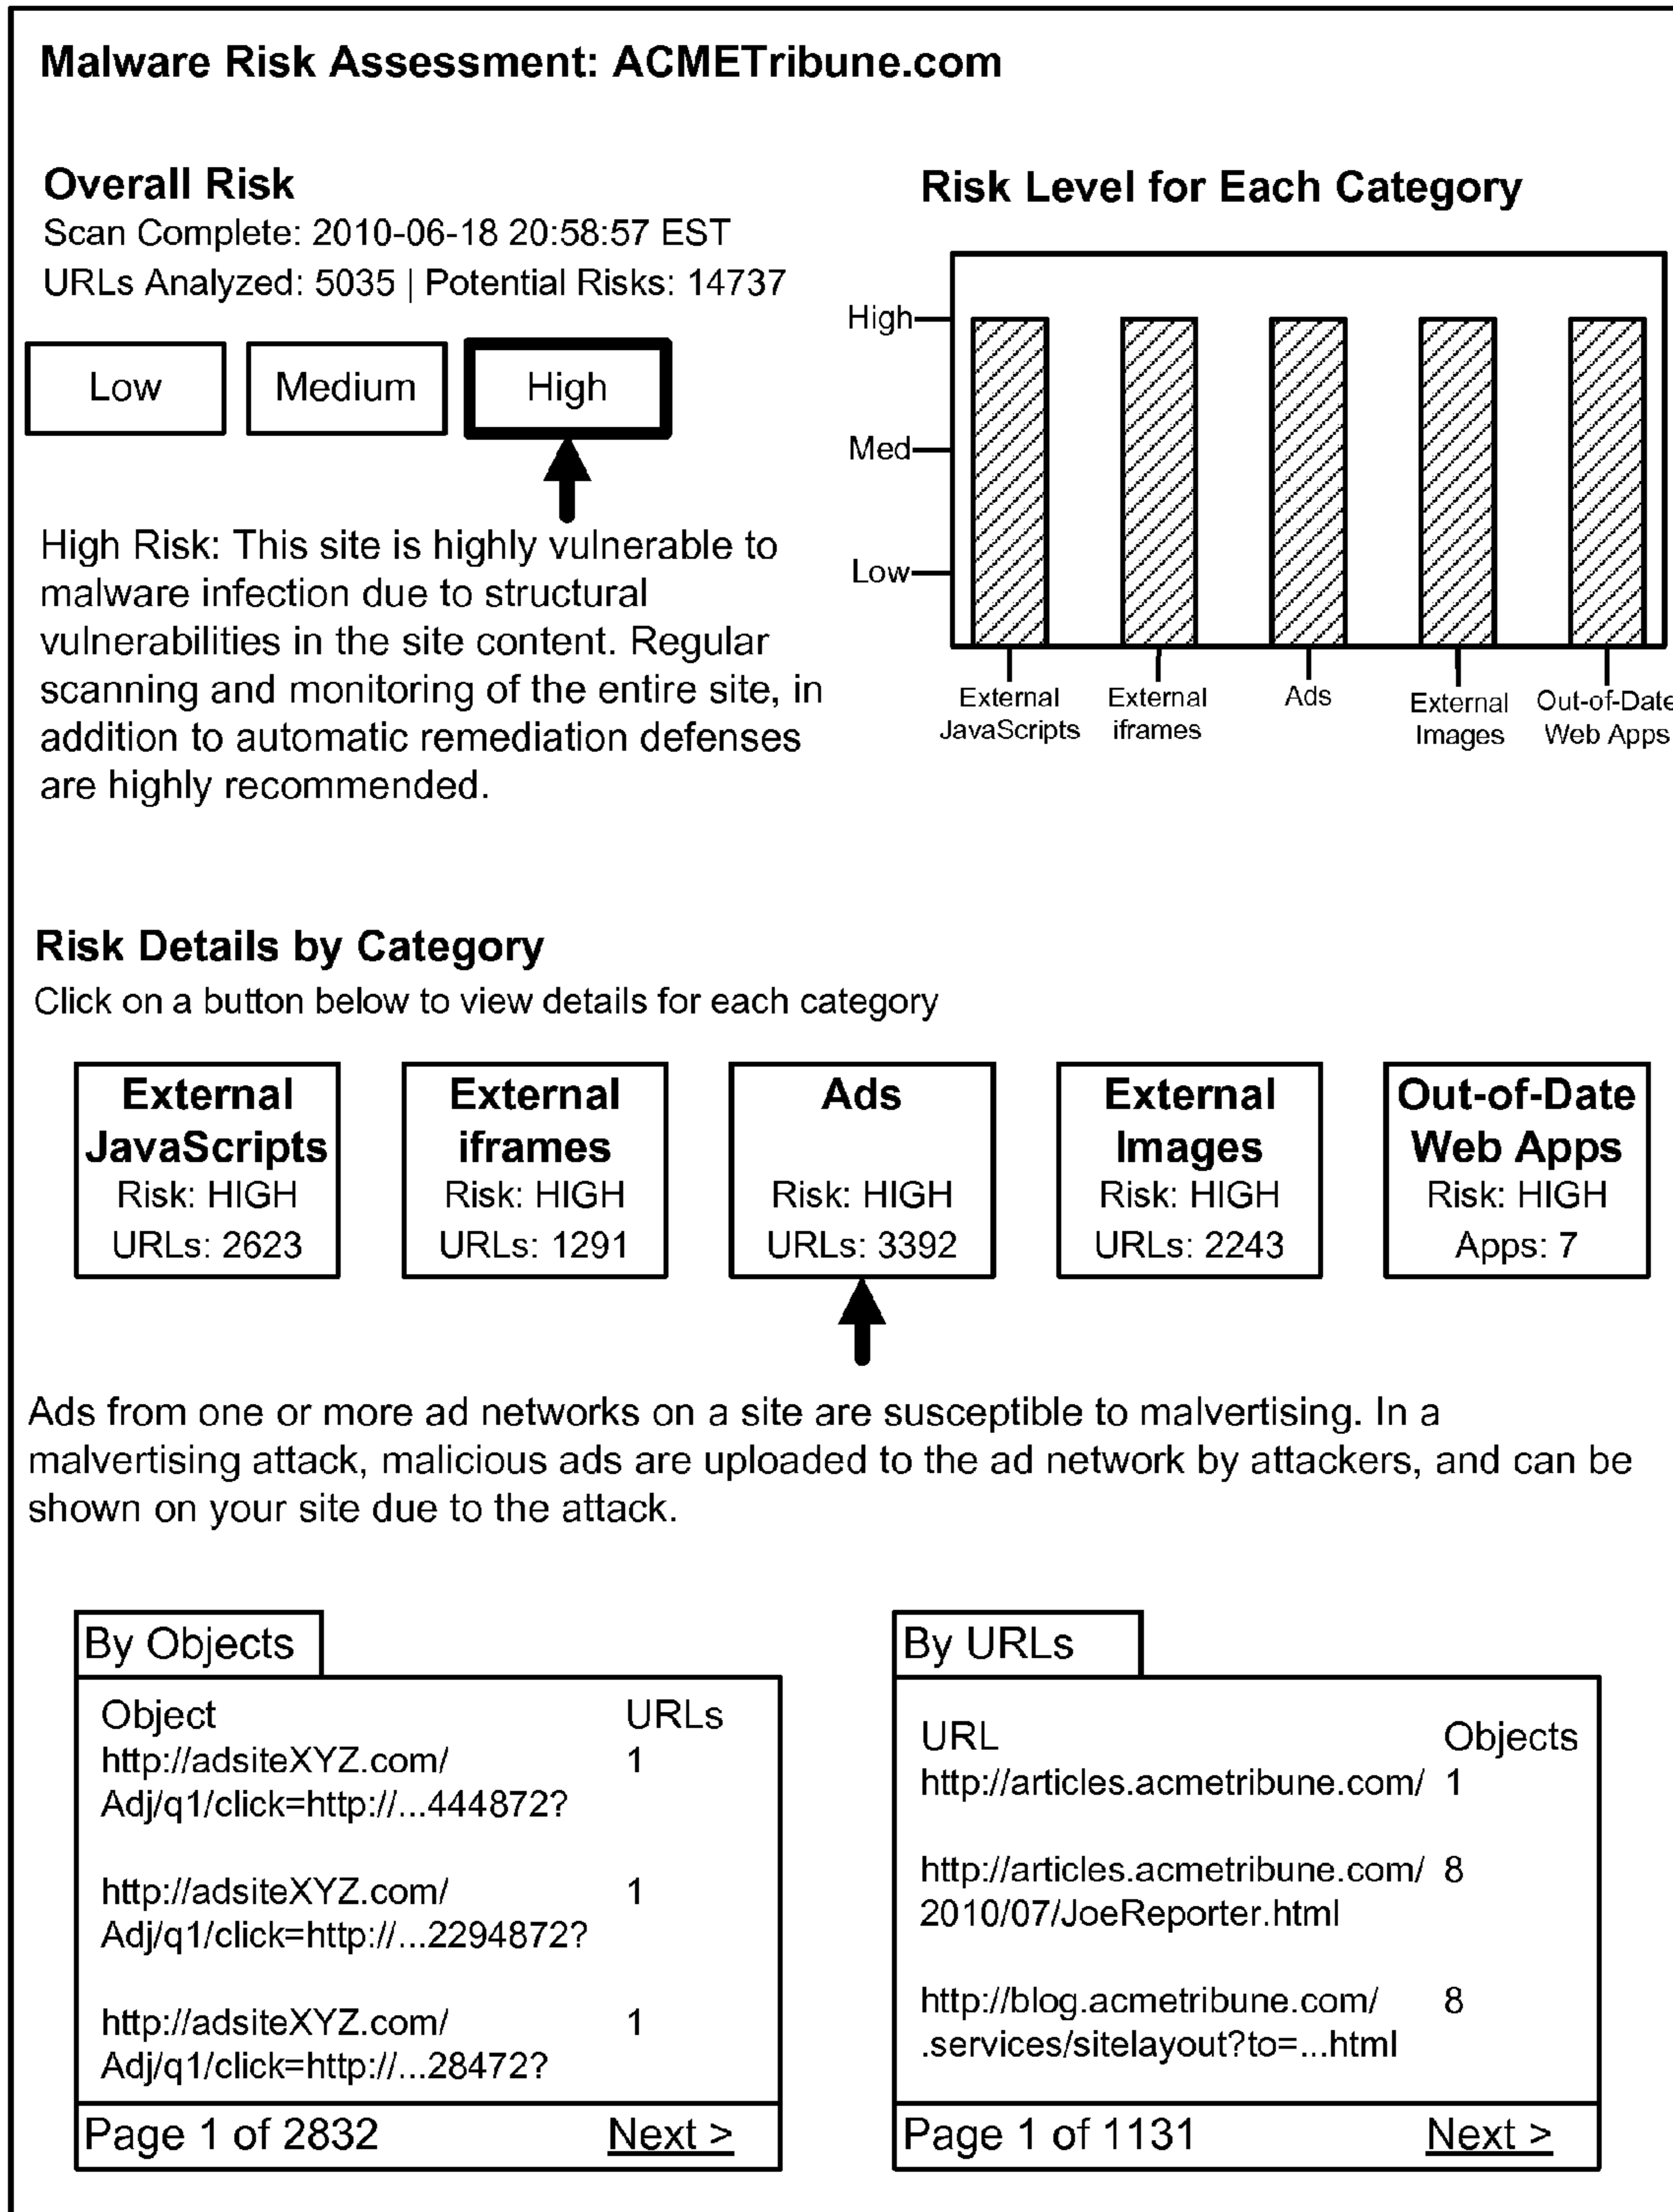 Malware Risk Assessment: ACMETribune.com
Overall Risk
Scan Complete: 2010-06-18 20:58:57 EST
URLs Analyzed: 5035 | Potential Risks: 14737
Low
Medium
High
High Risk: This site is highly vulnerable to
malware infection due to structural
vulnerabilities in the site content. Regular
scanning and monitoring of the entire site, in
addition to automatic remediation defenses
are highly recommended.
Risk Level for Each Category
High
Med
Low
External
JavaScripts
External
iframes
Ads
External
Images
Out-of-Date
Web Apps
Risk Details by Category
Click on a button below to view details for each category
External
JavaScripts
Risk: HIGH
URLs: 2623
External
iframes
Risk: HIGH
URLs: 1291
Ads
Risk: HIGH
URLs: 3392
External
Images
Risk: HIGH
URLs: 2243
Out-of-Date
Web Apps
Risk: HIGH
Apps: 7
Ads from one or more ad networks on a site are susceptible to malvertising. In a
malvertising attack, malicious ads are uploaded to the ad network by attackers, and can be
shown on your site due to the attack.
By Objects
Object URLs
http://adsiteXYZ.com/ 1
Adj/q1/click=http://...444872?
http://adsiteXYZ.com/ 1
Adj/q1/click=http://...2294872?
http://adsiteXYZ.com/ 1
Adj/q1/click=http://...28472?
Page 1 of 2832 Next >
By URLs
URL Objects
http://articles.acmetribune.com/ 1
http://articles.acmetribune.com/ 8
2010/07/JoeReporter.html
http://blog.acmetribune.com/ 8
.services/sitelayout?to=...html
Page 1 of 1131 Next >